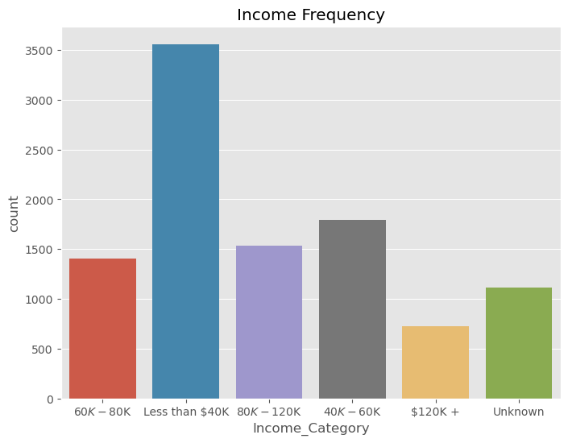 Income Frequency
3500
3000
2500
2000
1500
1000
500
0
count
60K - 80K Less than $40K 80K - 120K 40K - 60K $120K + Unknown
Income_Category